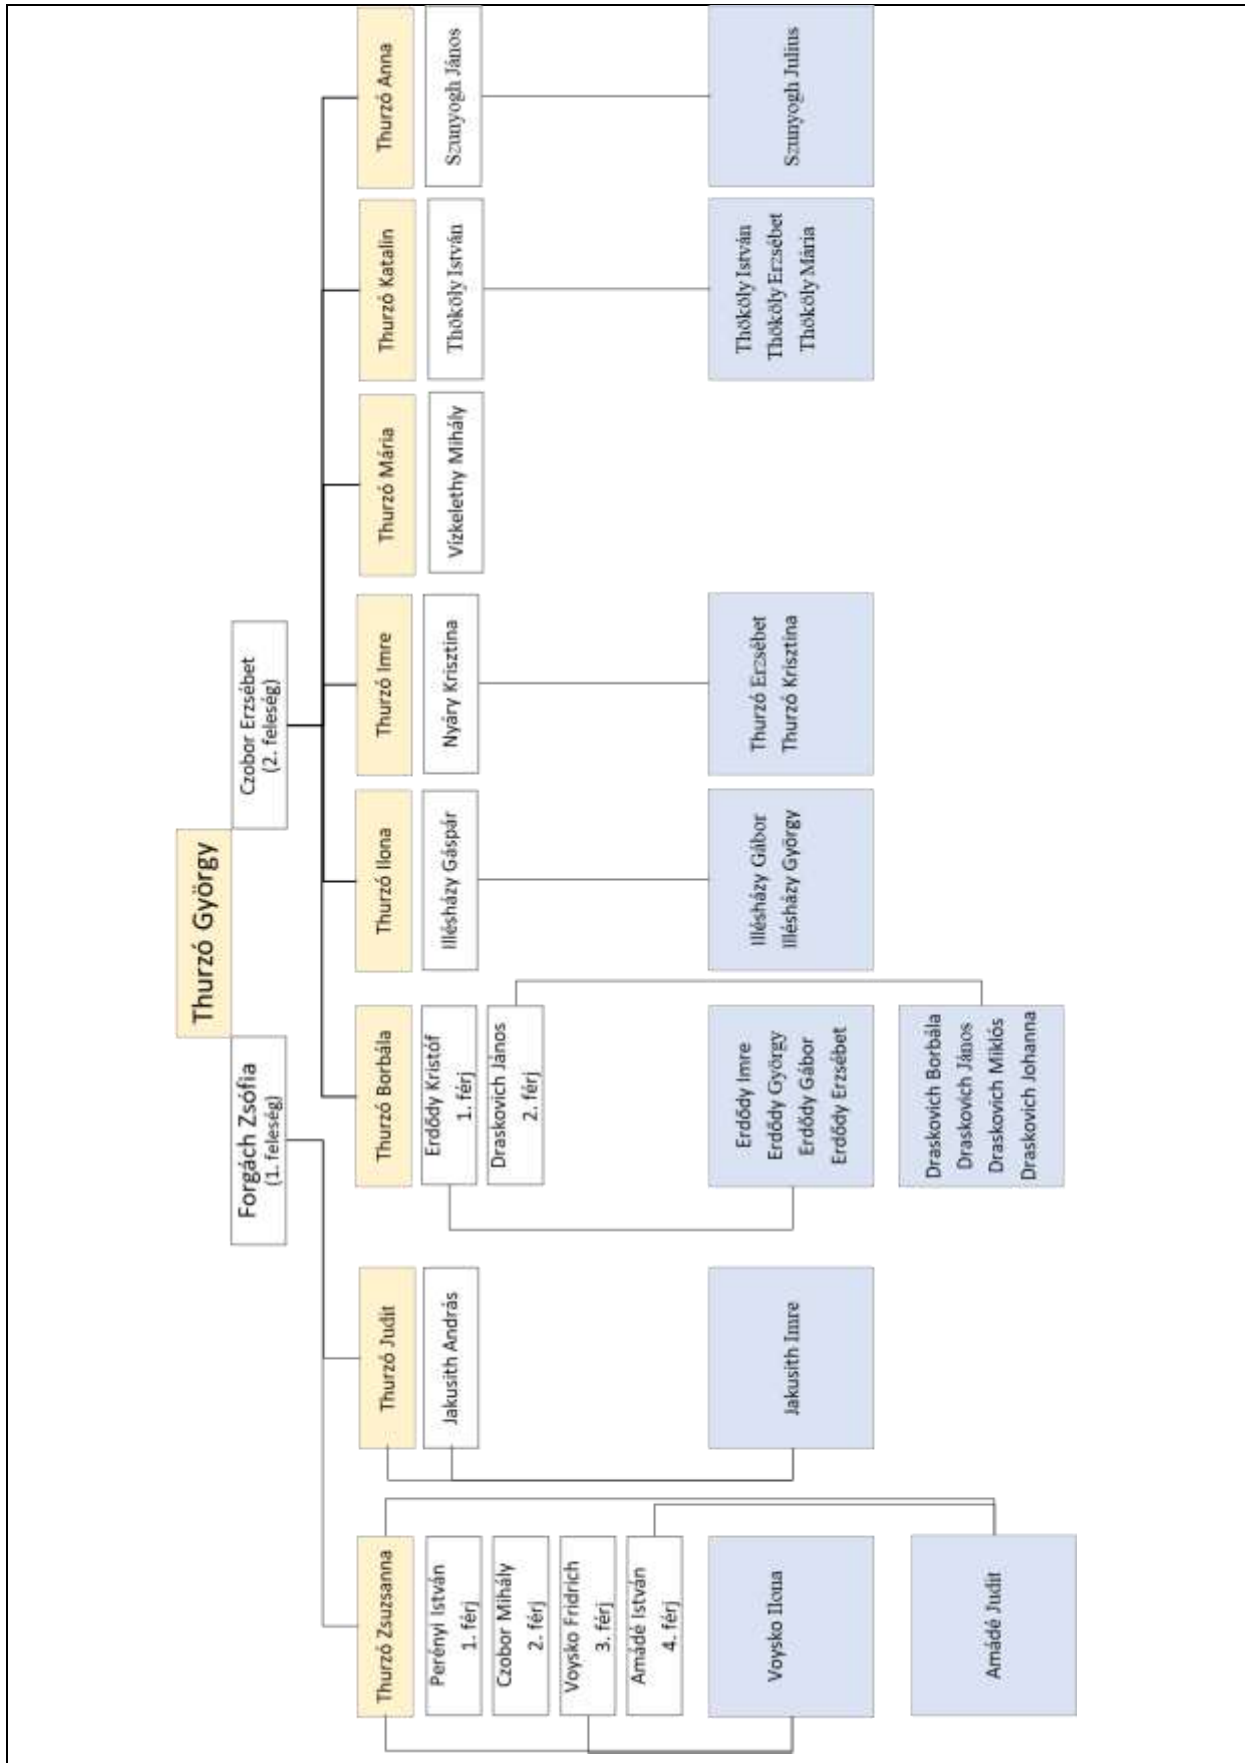 Thurzó György
Forgách Zsófia
(1. feleség)
Czobor Erzsébet
(2. feleség)
Thurzó Zsuzsanna
Thurzó Judit
Thurzó Borbála
Thurzó Ilona
Thurzó Imre
Thurzó Mária
Thurzó Katalin
Thurzó Anna
Perényi István
1. férj
Czobor Mihály
2. férj
Voysko Fridrich
3. férj
Amádé István
4. férj
Jakusith András
Erdődy Kristóf
1. férj
Draskovich János
2. férj
Illésházy Gáspár
Nyáry Krisztina
Vízkelethy Mihály
Thököly István
Szunyogh János
Voysko Ilona
Jakusith Imre
Erdődy Imre
Erdődy György
Erdődy Gábor
Erdődy Erzsébet
Illésházy Gábor
Illésházy György
Thurzó Erzsébet
Thurzó Krisztina
Thököly István
Thököly Erzsébet
Thököly Mária
Szunyogh Julius
Amádé Judit
Draskovich Borbála
Draskovich János
Draskovich Miklós
Draskovich Johanna